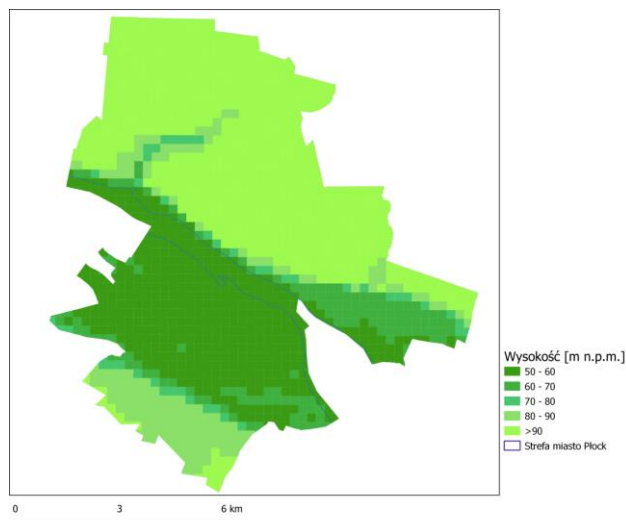 Wysokość [m n.p.m.]
50 - 60
60 - 70
70 - 80
80 - 90
>90
Strefa miasto Płock
0 3 6 km